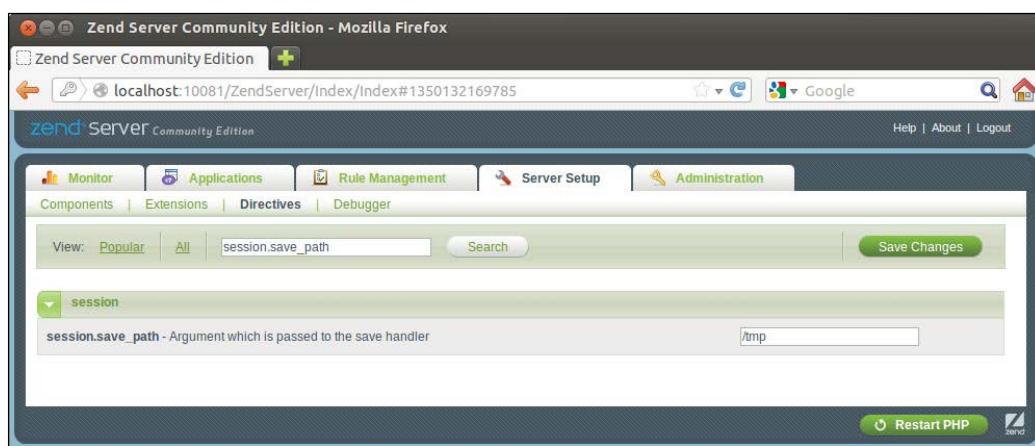 Zend Server Community Edition - Mozilla Firefox
Zend Server Community Edition
localhost:10081/ZendServer/Index/Index#1350132169785 Google
zend server Community Edition Help | About | Logout
Monitor Applications Rule Management Server Setup Administration
Components | Extensions | Directives | Debugger
View: Popular All session.save_path Search Save Changes
session
session.save_path - Argument which is passed to the save handler /tmp
Restart PHP zend